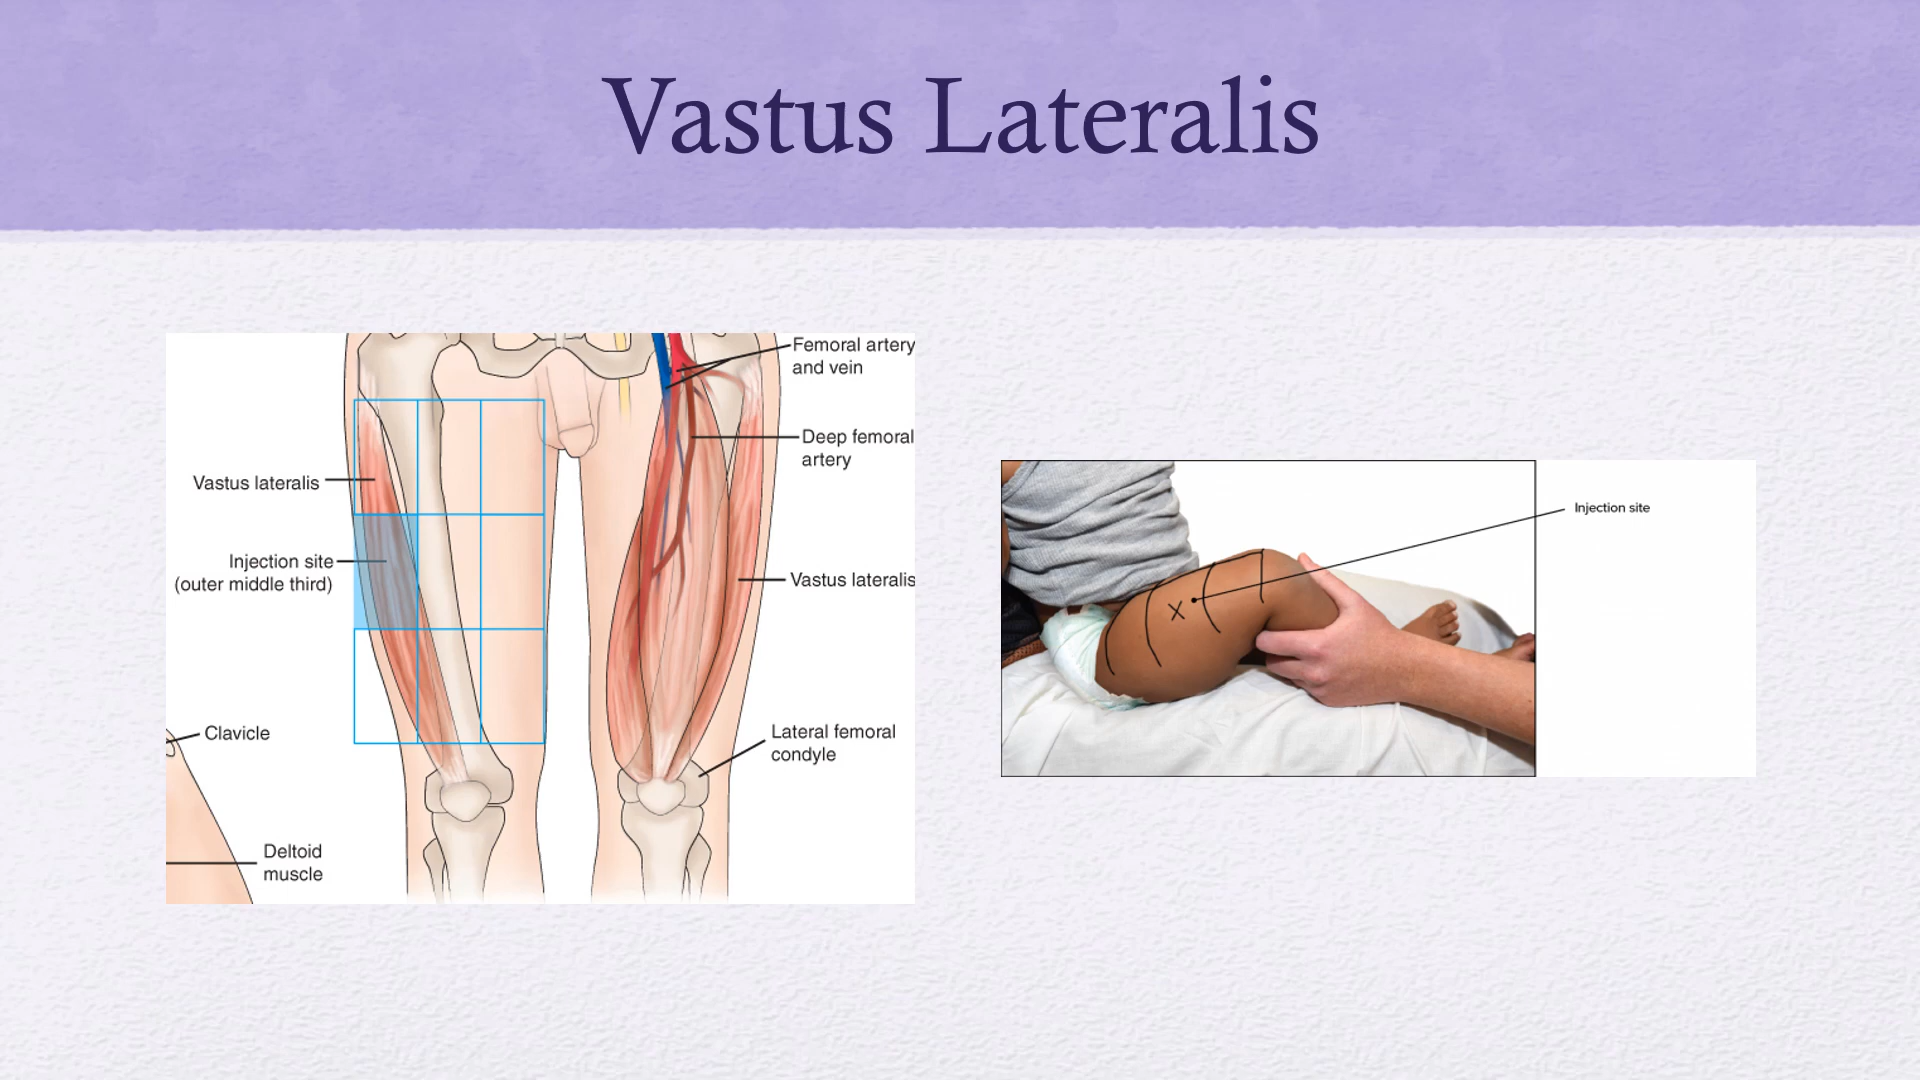 Vastus Lateralis
Femoral artery
and vein
Deep femoral
artery
Vastus lateralis
Injection site
(outer middle third)
Vastus lateralis
Lateral femoral
condyle
Clavicle
Deltoid
muscle
Injection site
X